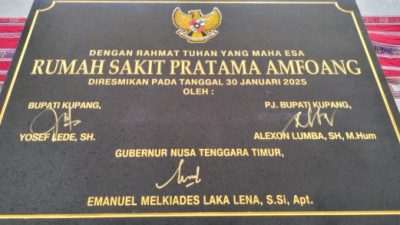 DENGAN RAHMAT TUHAN YANG MAHA ESA
RUMAH SAKIT PRATAMA AMFOANG
DIRESMIKAN PADA TANGGAL 30 JANUARI 2025
OLEH :
BUPATI KUPANG,
PJ. BUPATI KUPANG,
YOSEF LEDE, SH.
ALEXON LUMBA, SH, M.Hum
GUBERNUR NUSA TENGGARA TIMUR,
EMANUEL MELKIADES LAKA LENA, S.Si, Apt.